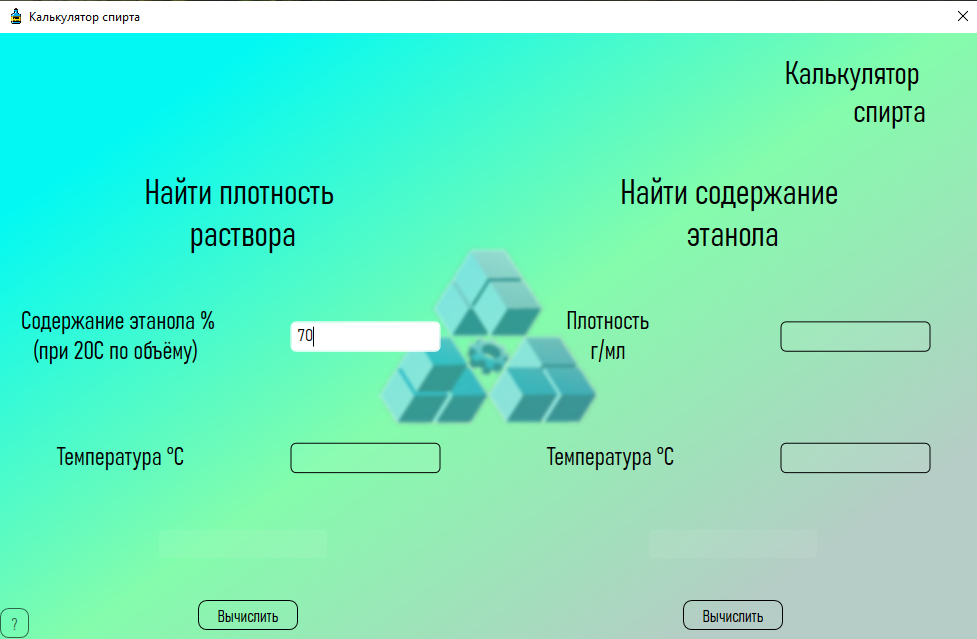 Калькулятор спирта
Калькулятор
спирта
Найти плотность
раствора
Найти содержание
этанола
Содержание этанола %
(при 20С по объёму)
70
Плотность
г/мл
Температура °С
Температура °С
Вычислить
Вычислить
?